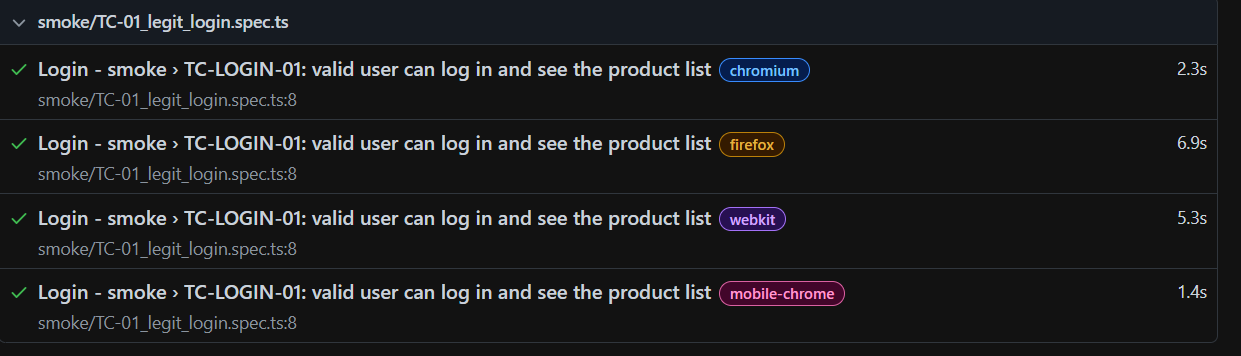 smoke/TC-01_legit_login.spec.ts
Login - smoke › TC-LOGIN-01: valid user can log in and see the product list chromium 2.3s
smoke/TC-01_legit_login.spec.ts:8
Login - smoke › TC-LOGIN-01: valid user can log in and see the product list firefox 6.9s
smoke/TC-01_legit_login.spec.ts:8
Login - smoke › TC-LOGIN-01: valid user can log in and see the product list webkit 5.3s
smoke/TC-01_legit_login.spec.ts:8
Login - smoke › TC-LOGIN-01: valid user can log in and see the product list mobile-chrome 1.4s
smoke/TC-01_legit_login.spec.ts:8